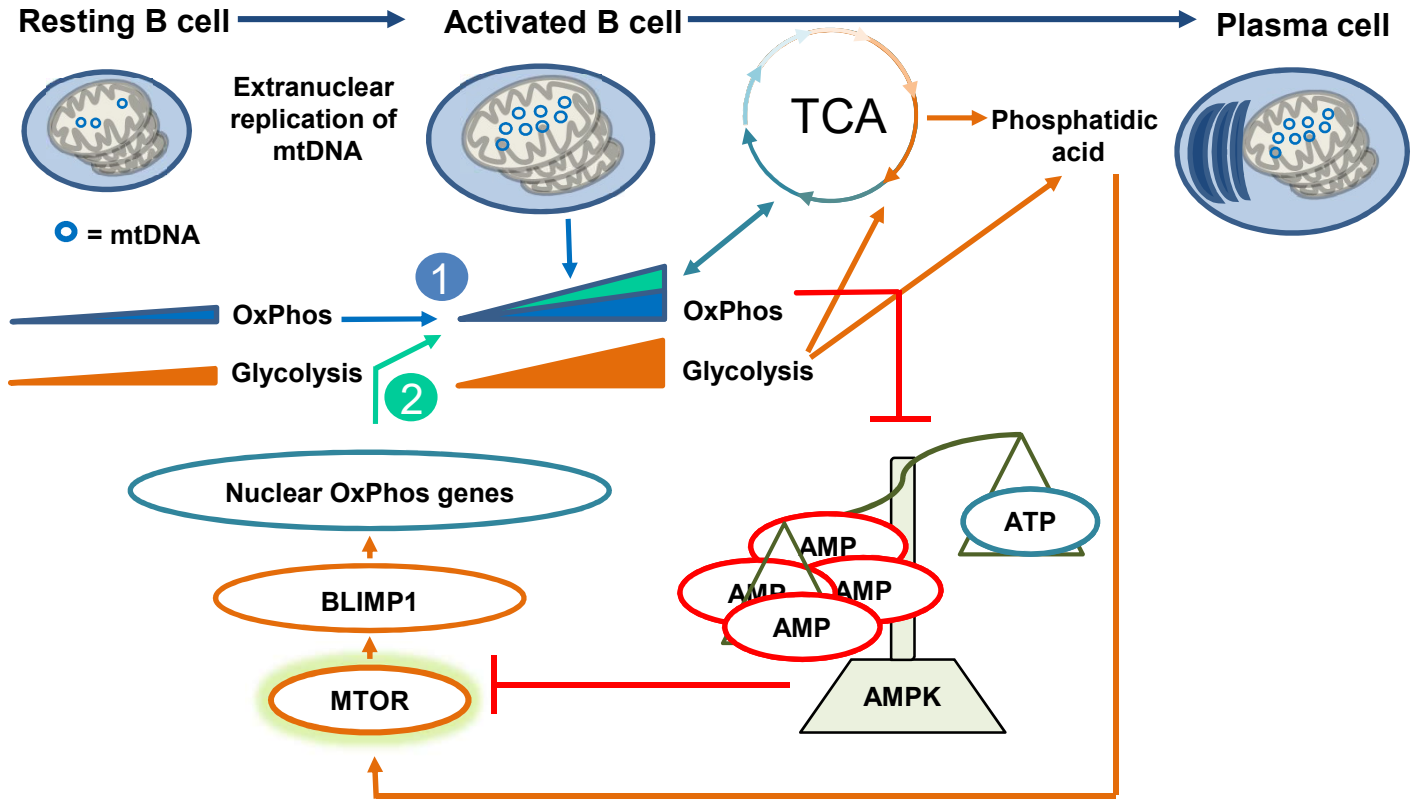 Resting B cell
Activated B cell
Plasma cell
Extranuclear
replication of
mtDNA
TCA
Phosphatidic
acid
= mtDNA
1
OxPhos
OxPhos
Glycolysis
Glycolysis
2
Nuclear OxPhos genes
ATP
AMP
AMP
AMP
AMP
BLIMP1
MTOR
AMPK